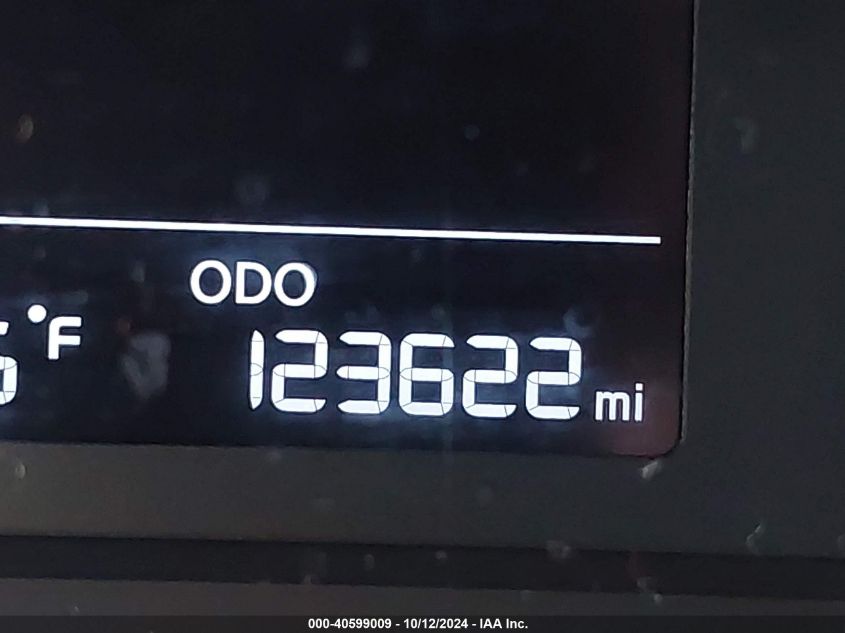 ODO
°F
123622 mi
000-40599009 - 10/12/2024 - IAA Inc.